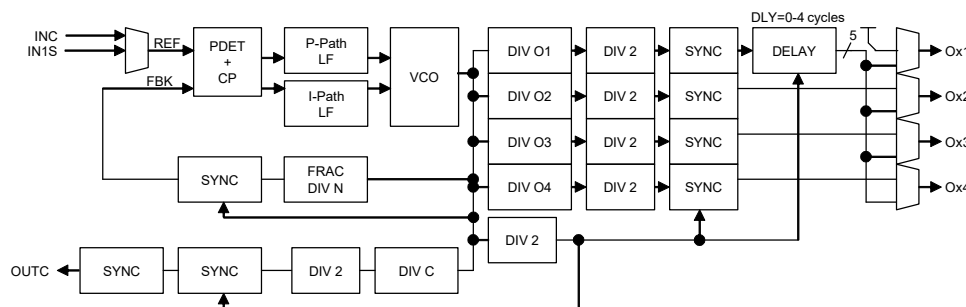 DLY=0-4 cycles
INC
IN1S
REF
PDET
+
CP
P-Path
LF
VCO
DIV O1
DIV 2
SYNC
DELAY
5
Ox1
FBK
I-Path
LF
DIV O2
DIV 2
SYNC
Ox2
DIV O3
DIV 2
SYNC
Ox3
SYNC
FRAC
DIV N
DIV O4
DIV 2
SYNC
Ox4
DIV 2
OUTC
SYNC
SYNC
DIV 2
DIV C